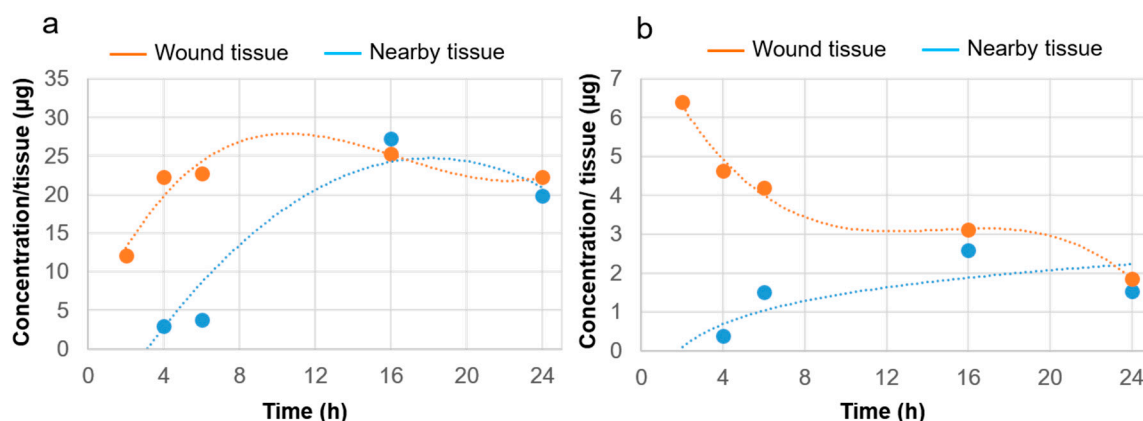 a
Wound tissue Nearby tissue
Concentration/tissue (µg)
35
30
25
20
15
10
5
0
0 4 8 12 16 20 24
Time (h)
b
Wound tissue Nearby tissue
Concentration/ tissue (µg)
7
6
5
4
3
2
1
0
0 4 8 12 16 20 24
Time (h)